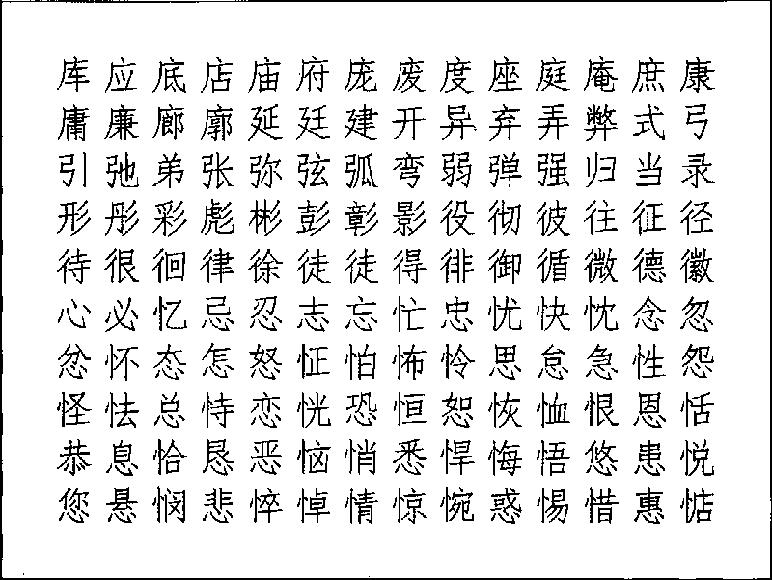 库应底店庙府庞废度座庭庵庶康
庸廉廊廓延廷建开异弃弄弊式弓
引弛弟张弥弦弧弯弱弹强归当录
形彤彩彪彬彭彰影役彻彼往征径
待很徊律徐徒徒得徘御循微德徽
心必忆忌忍志忘忙忠忧快忱念忽
忿怀态怎怒怔怕怖怜思怠急性怨
怪怯总恃恋恍恐恒恕恢恤恨恩恬
恭息恰恳恶恼悄悉悍悔悟悠患悦
您悬悯悲悴悼情惊惋惑惕惜惠惦